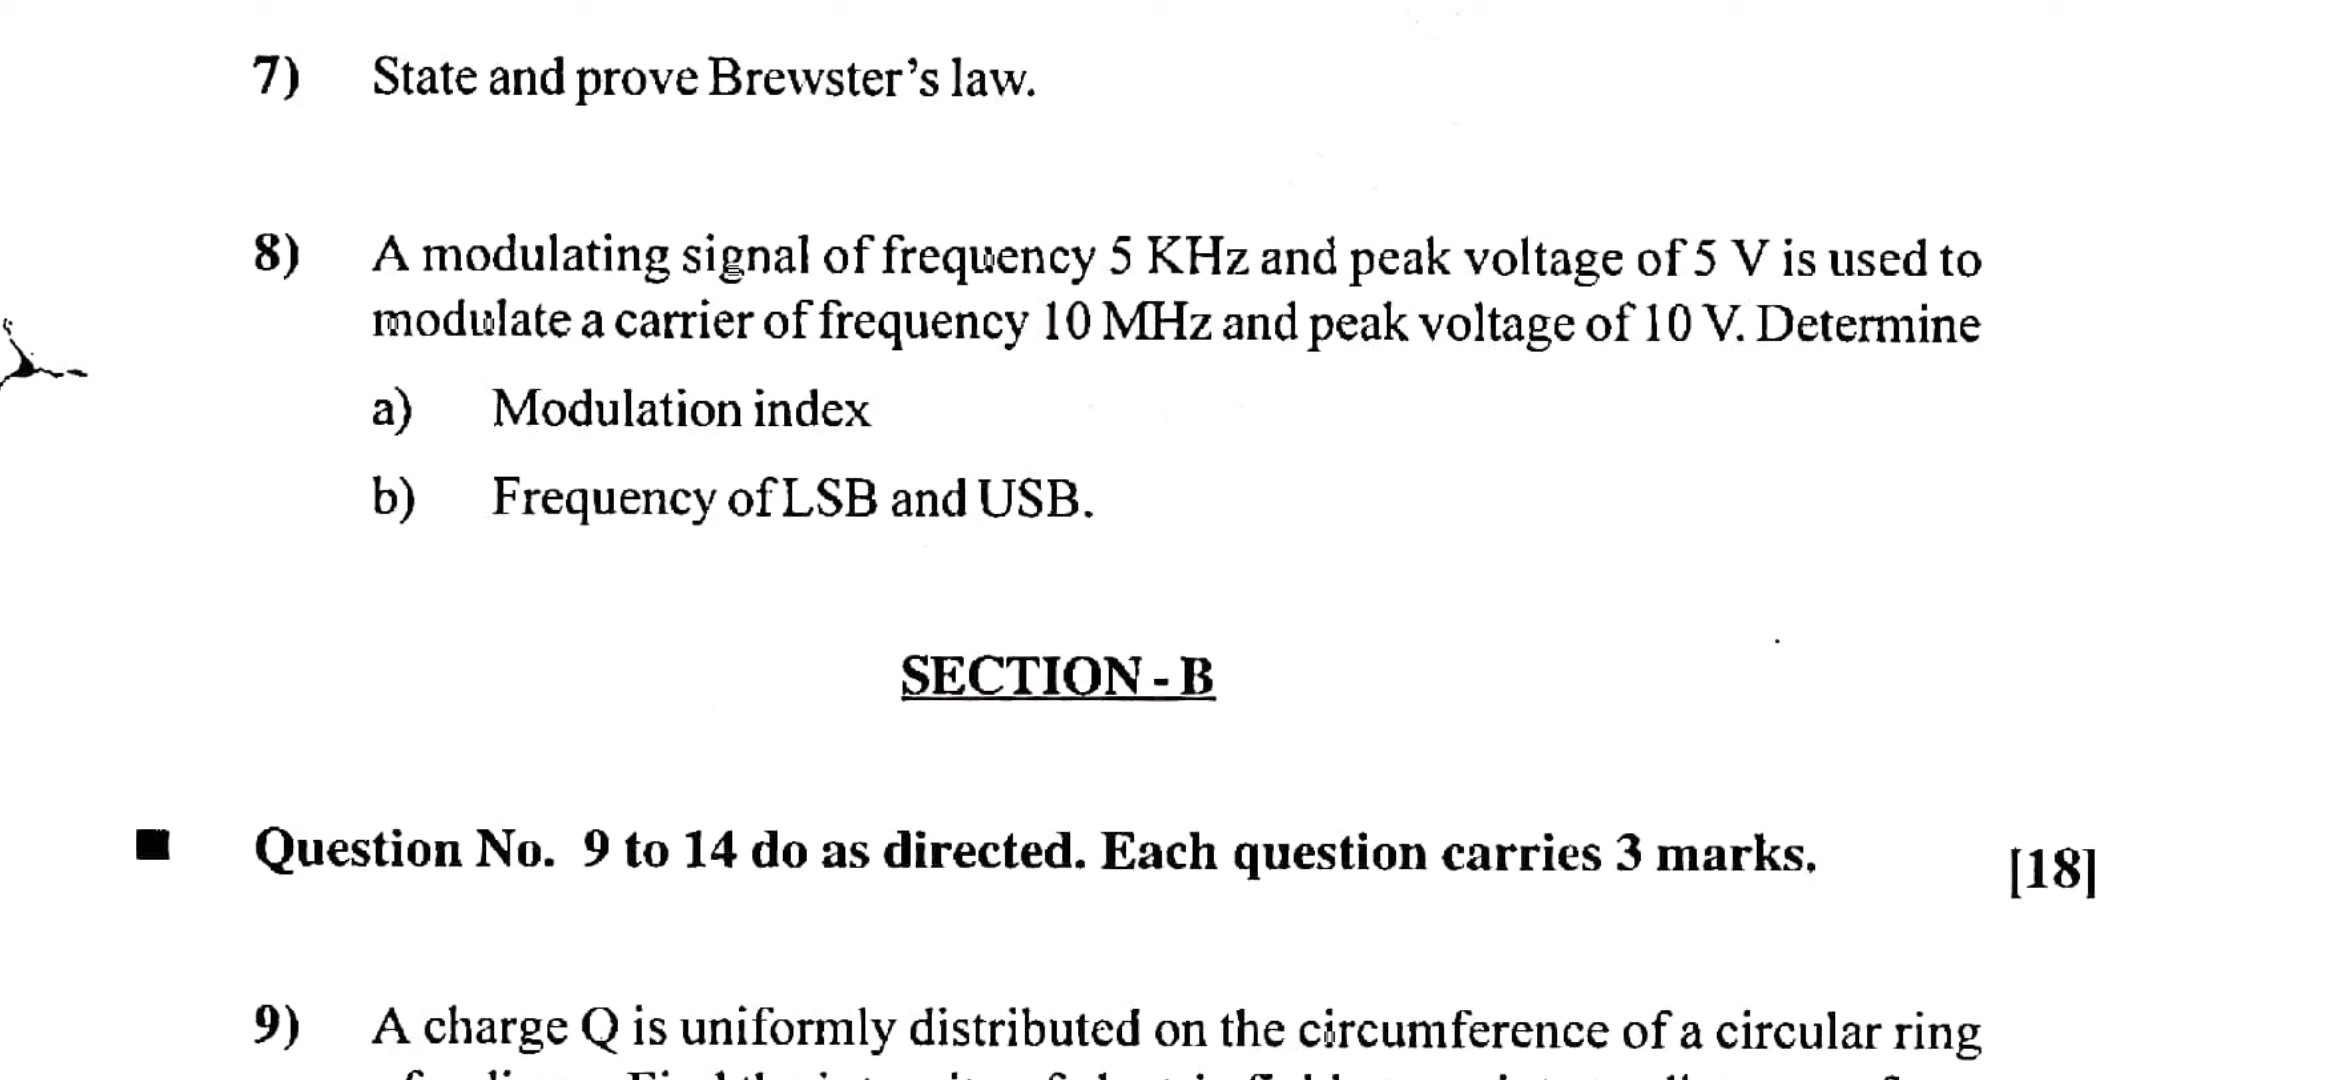 7) State and prove Brewster's law.
8) A modulating signal of frequency 5 KHz and peak voltage of 5 V is used to
modulate a carrier of frequency 10 MHz and peak voltage of 10 V. Determine
a) Modulation index
b) Frequency of LSB and USB.
SECTION - B
■ Question No. 9 to 14 do as directed. Each question carries 3 marks. [18]
9) A charge Q is uniformly distributed on the circumference of a circular ring